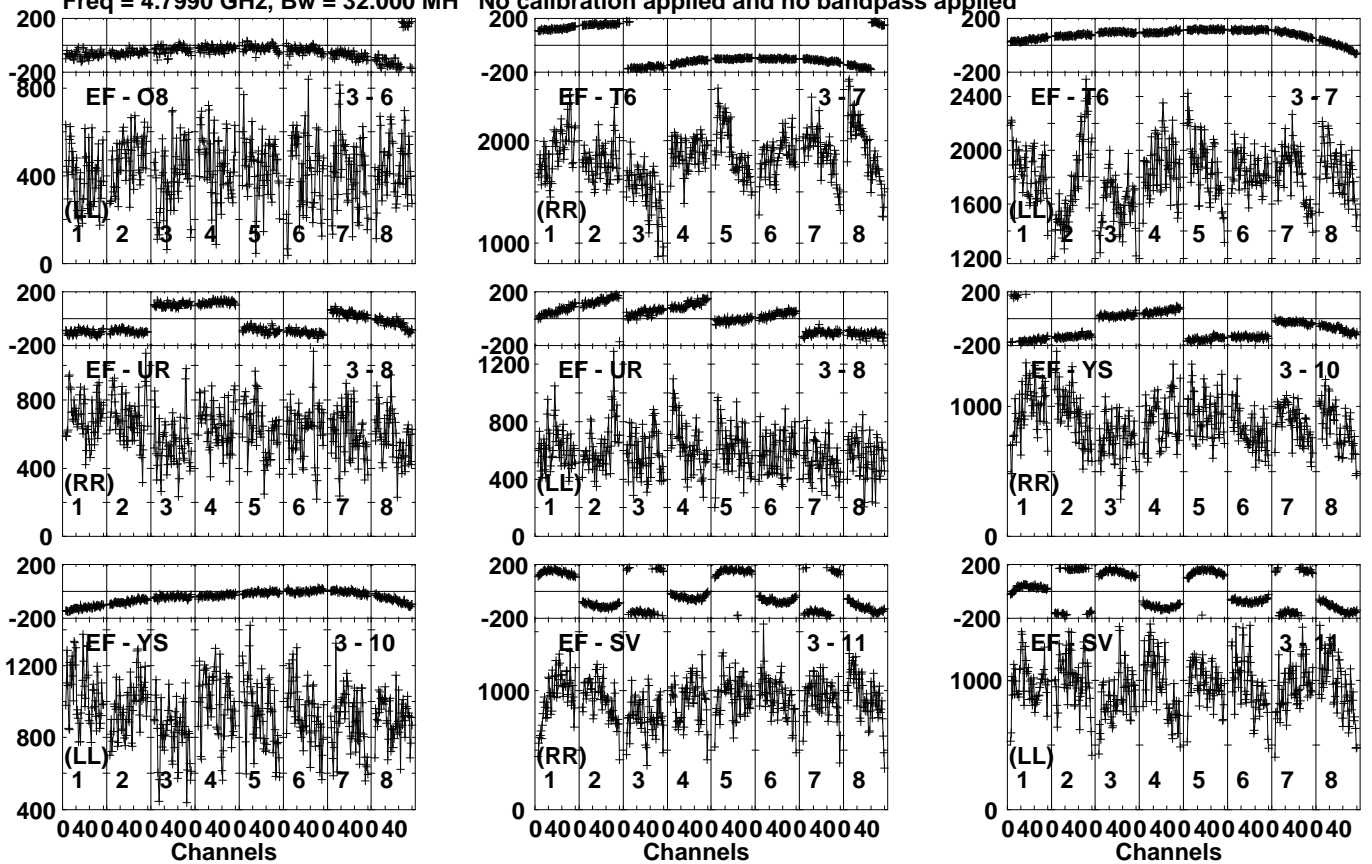 Freq = 4.7990 GHz, Bw = 32.000 MH No calibration applied and no bandpass applied
200 200 200
-200 -200 -200
800 EF - O8 3 - 6 EF - T6 3 - 7 2400 EF - T6 3 - 7
2000 2000
400
1600
(LL) (RR) (LL)
1 2 3 4 5 6 7 8 1 2 3 4 5 6 7 8 1 2 3 4 5 6 7 8
1000
0 1200
200 200 200
-200 -200 -200
EF - UR 3 - 8 1200 EF - UR 3 - 8 EF - YS 3 - 10
800 800 1000
400 400
(RR) (LL) (RR)
1 2 3 4 5 6 7 8 1 2 3 4 5 6 7 8 1 2 3 4 5 6 7 8
0 0 0
200 200 200
-200 -200 -200
EF - YS 3 - 10 EF - SV 3 - 11 EF - SV 3 - 11
1200 1000 1000
800
(LL) (RR) (LL)
1 2 3 4 5 6 7 8 1 2 3 4 5 6 7 8 1 2 3 4 5 6 7 8
400 0 0
0 40 0 40 0 40 0 40 0 40 0 40 0 40 0 40 0 40 0 40 0 40 0 40 0 40 0 40 0 40 0 40 0 40 0 40 0 40 0 40 0 40 0 40 0 40 0 40
Channels Channels Channels